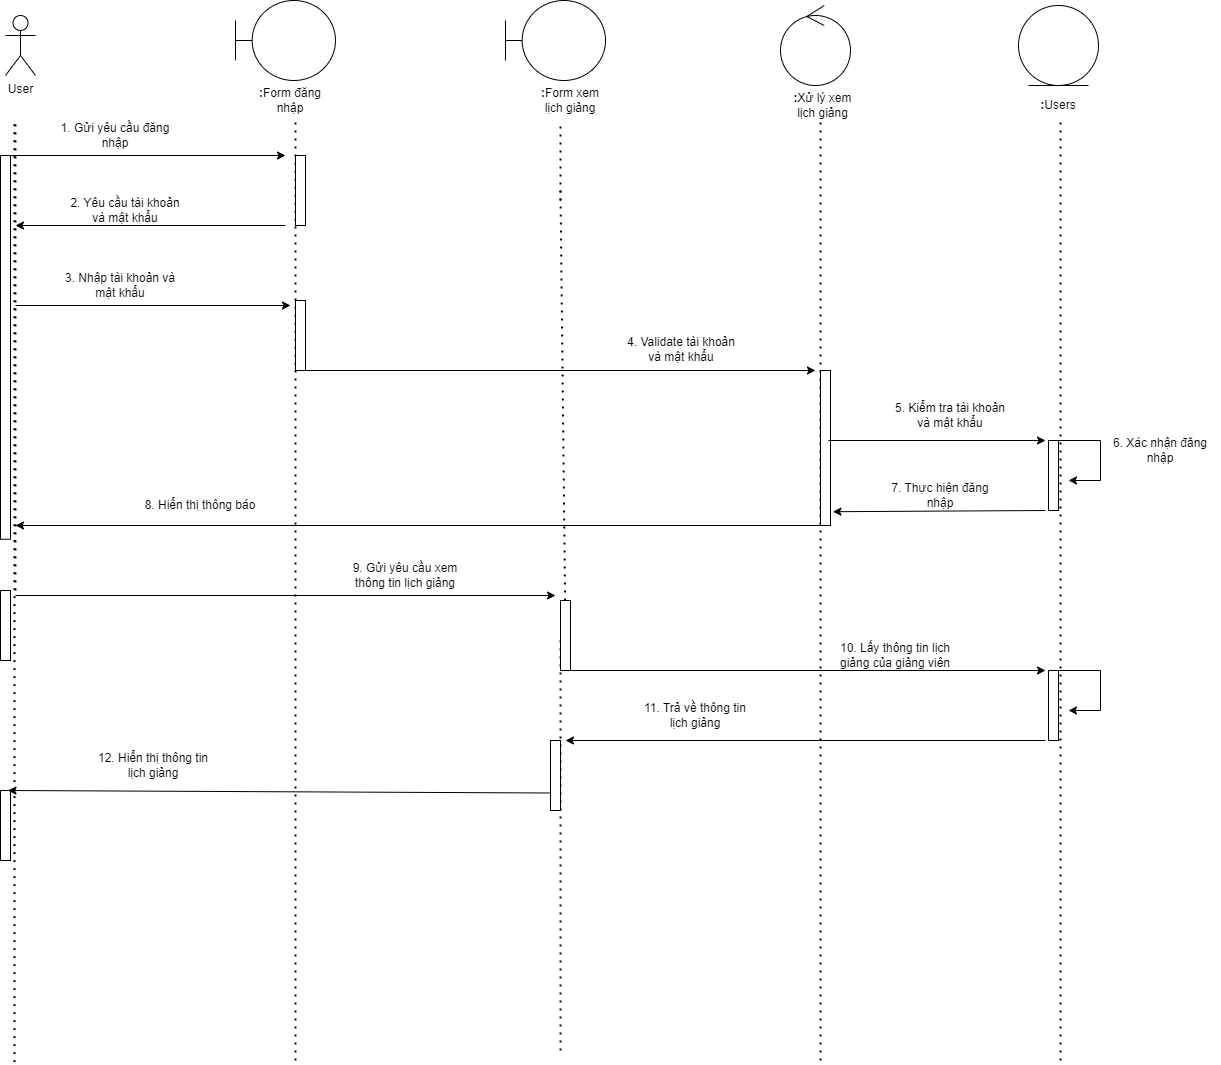 User
:Form đăng
nhập
:Form xem
lịch giảng
:Xử lý xem
lịch giảng
:Users
1. Gửi yêu cầu đăng
nhập
2. Yêu cầu tài khoản
và mật khẩu
3. Nhập tài khoản và
mật khẩu
4. Validate tài khoản
và mật khẩu
5. Kiểm tra tài khoản
và mật khẩu
6. Xác nhận đăng
nhập
7. Thực hiện đăng
nhập
8. Hiển thị thông báo
9. Gửi yêu cầu xem
thông tin lịch giảng
10. Lấy thông tin lịch
giảng của giảng viên
11. Trả về thông tin
lịch giảng
12. Hiển thị thông tin
lịch giảng